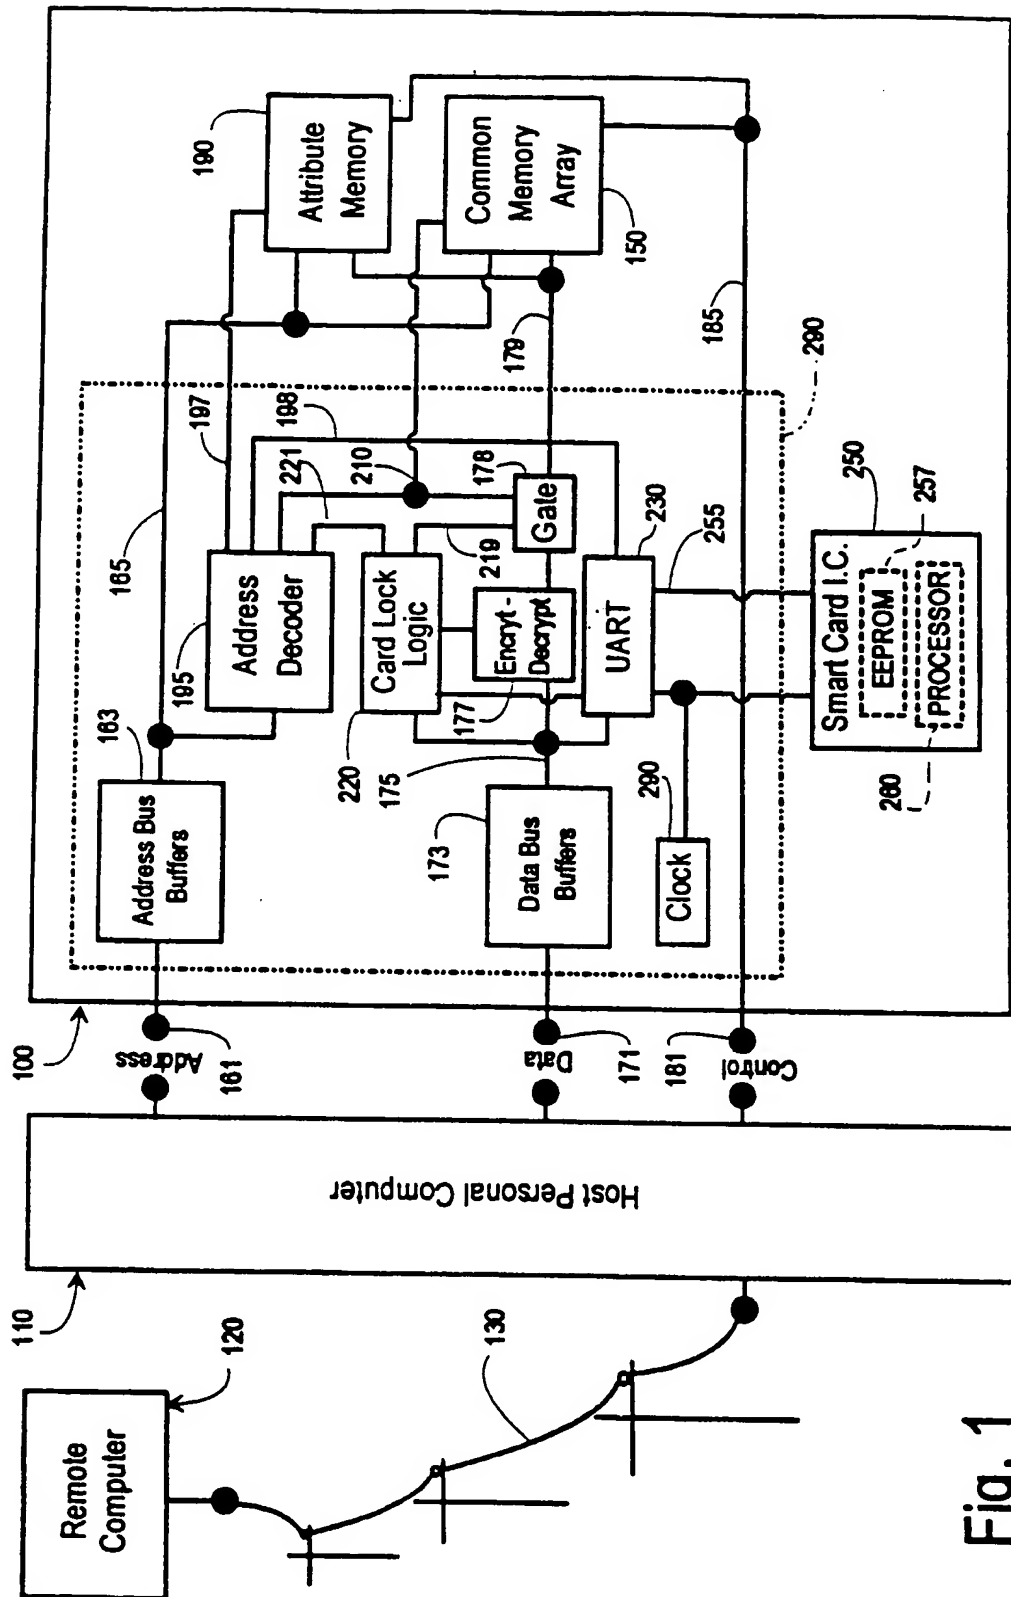 100
Address
161
Data
171
181
Control
Address Bus
Buffers
163
165
195
Address
Decoder
197
198
221
210
190
Attribute
Memory
Common
Memory
Array
150
179
185
290
220
Card Lock
Logic
219
178
Gate
177
Encryt -
Decrypt
175
173
Data Bus
Buffers
230
UART
255
290
Clock
250
257
Smart Card I.C.
EEPROM
PROCESSOR
260
110
Host Personal Computer
120
Remote
Computer
130
Fig. 1